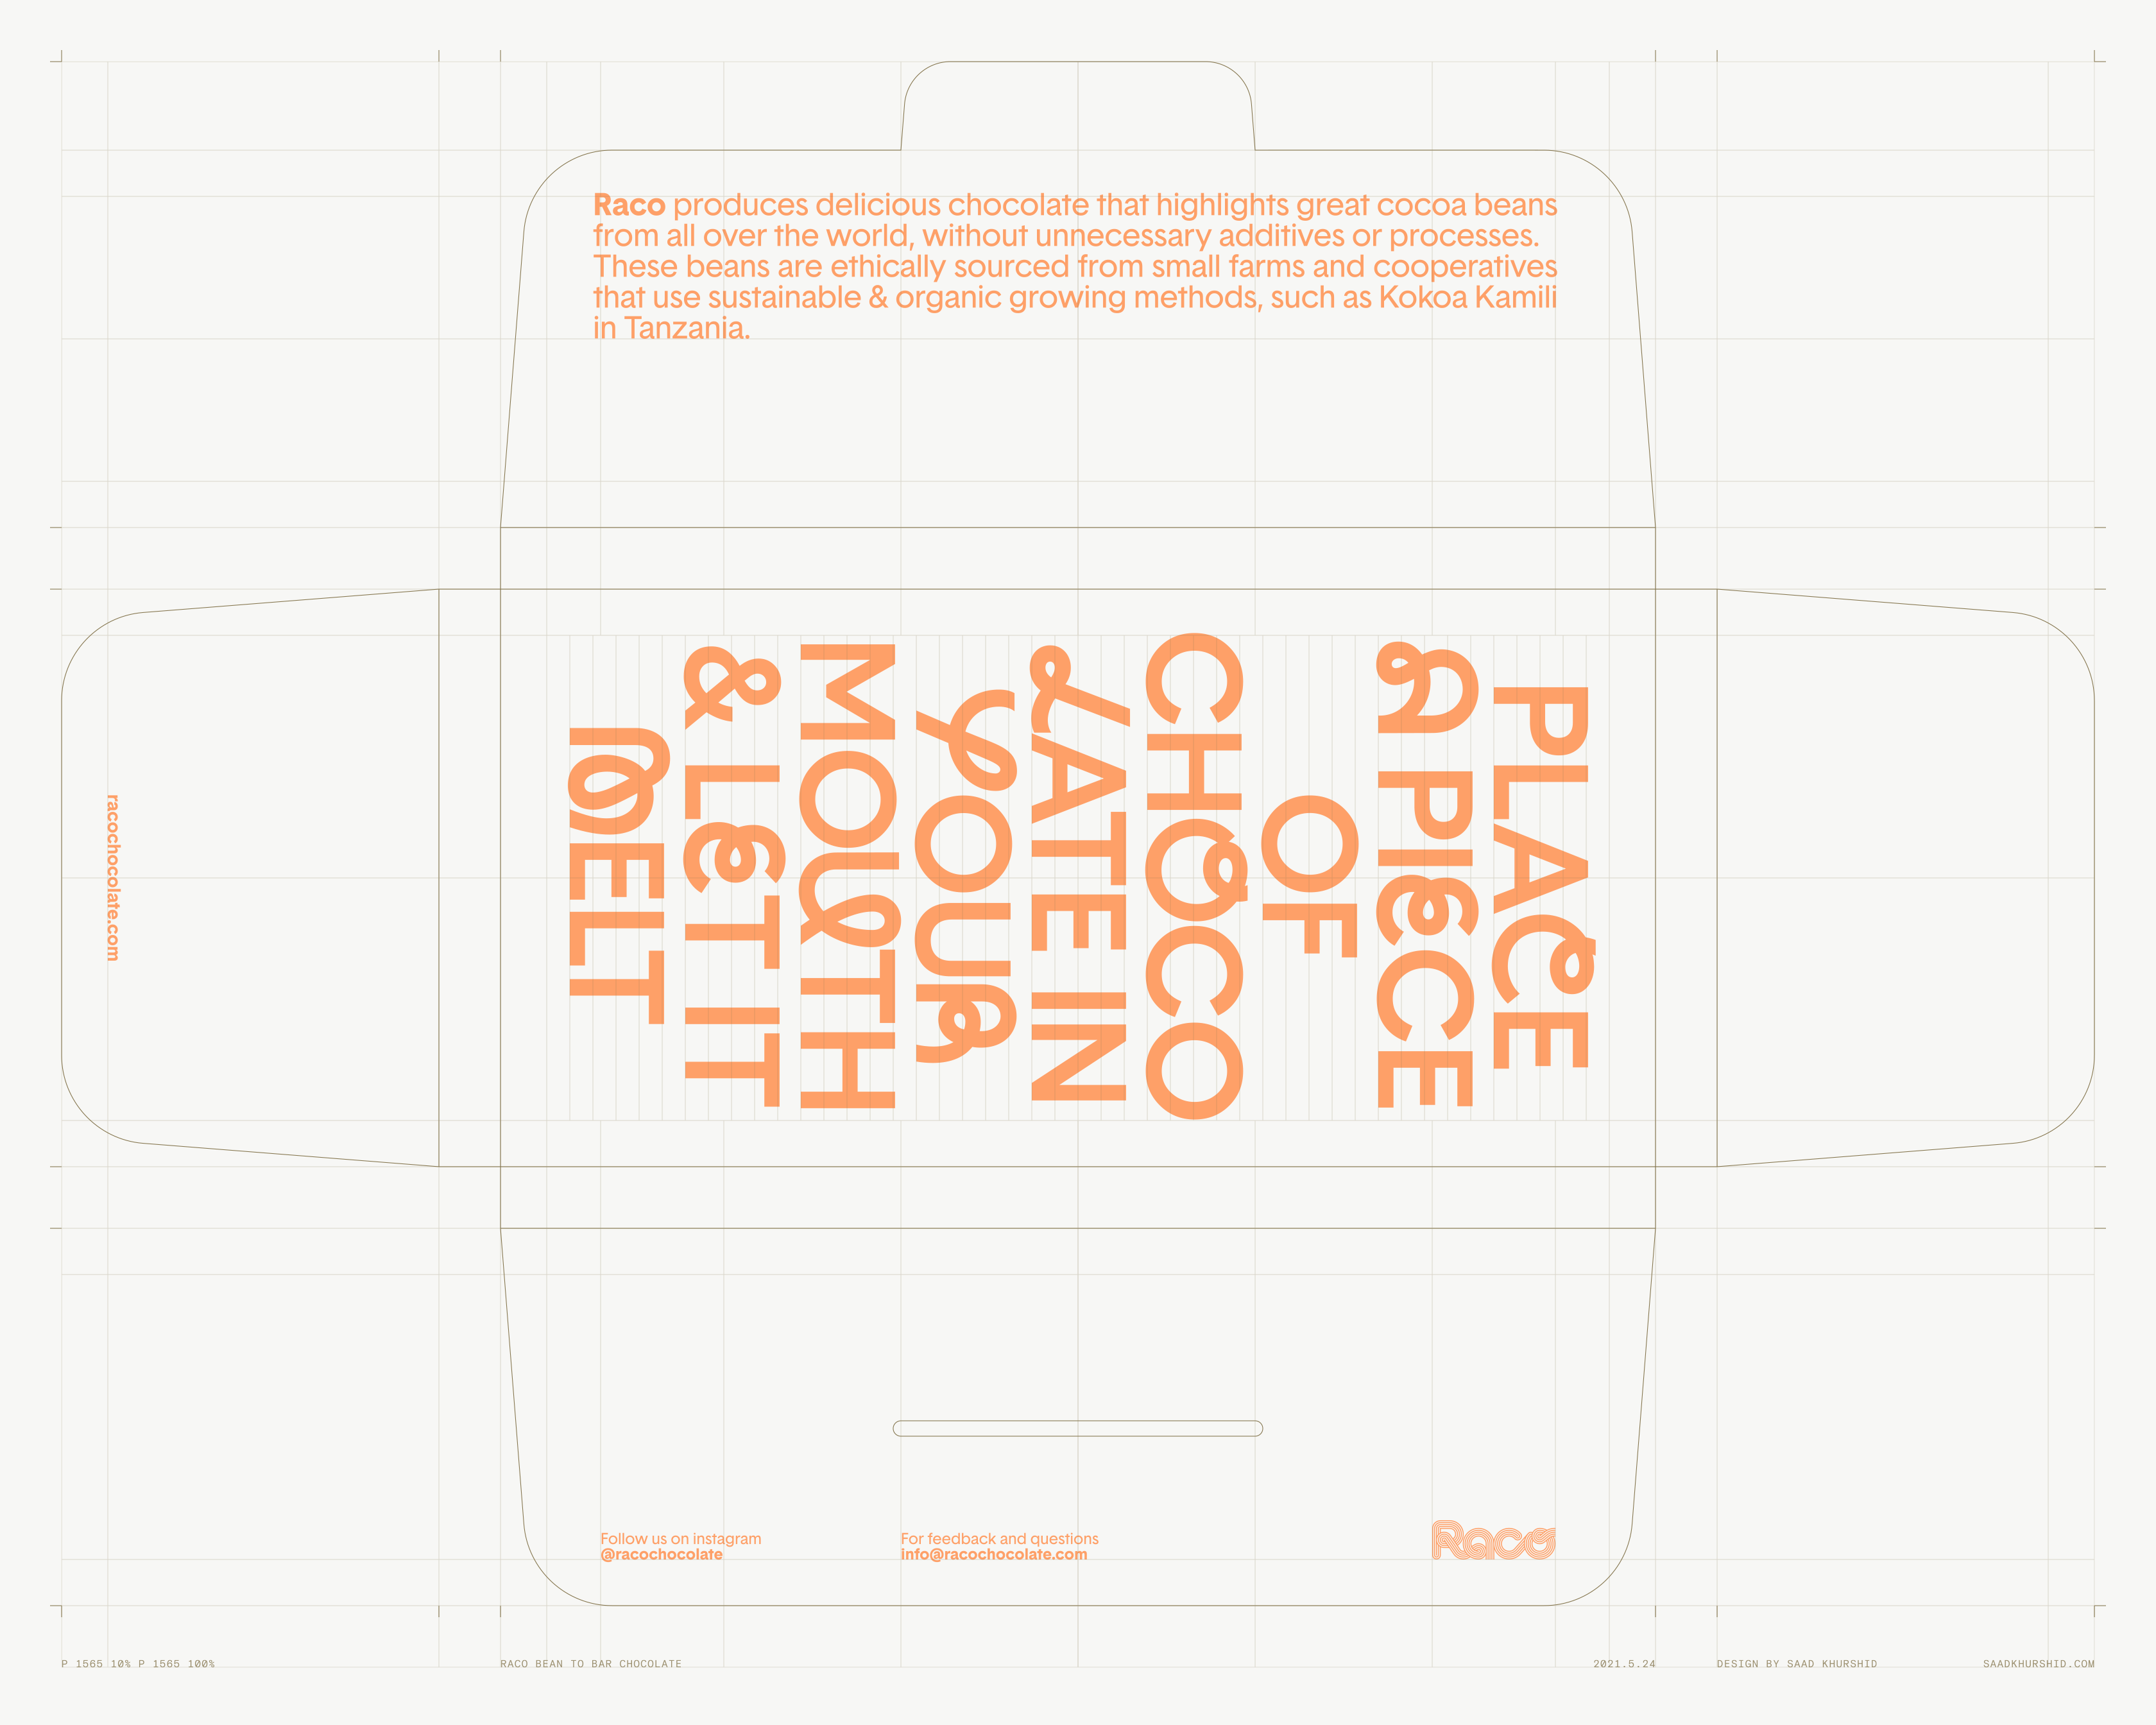 Raco produces delicious chocolate that highlights great cocoa beans
from all over the world, without unnecessary additives or processes.
These beans are ethically sourced from small farms and cooperatives
that use sustainable & organic growing methods, such as Kokoa Kamili
in Tanzania.
racochocolate.com
PLACE
A PIECE
OF
CHOCO
LATE IN
YOUR
MOUTH
& LET IT
MELT
Follow us on instagram
@racochocolate
For feedback and questions
info@racochocolate.com
Raco
P 1565 10% P 1565 100%
RACO BEAN TO BAR CHOCOLATE
2021.5.24
DESIGN BY SAAD KHURSHID
SAADKHURSHID.COM